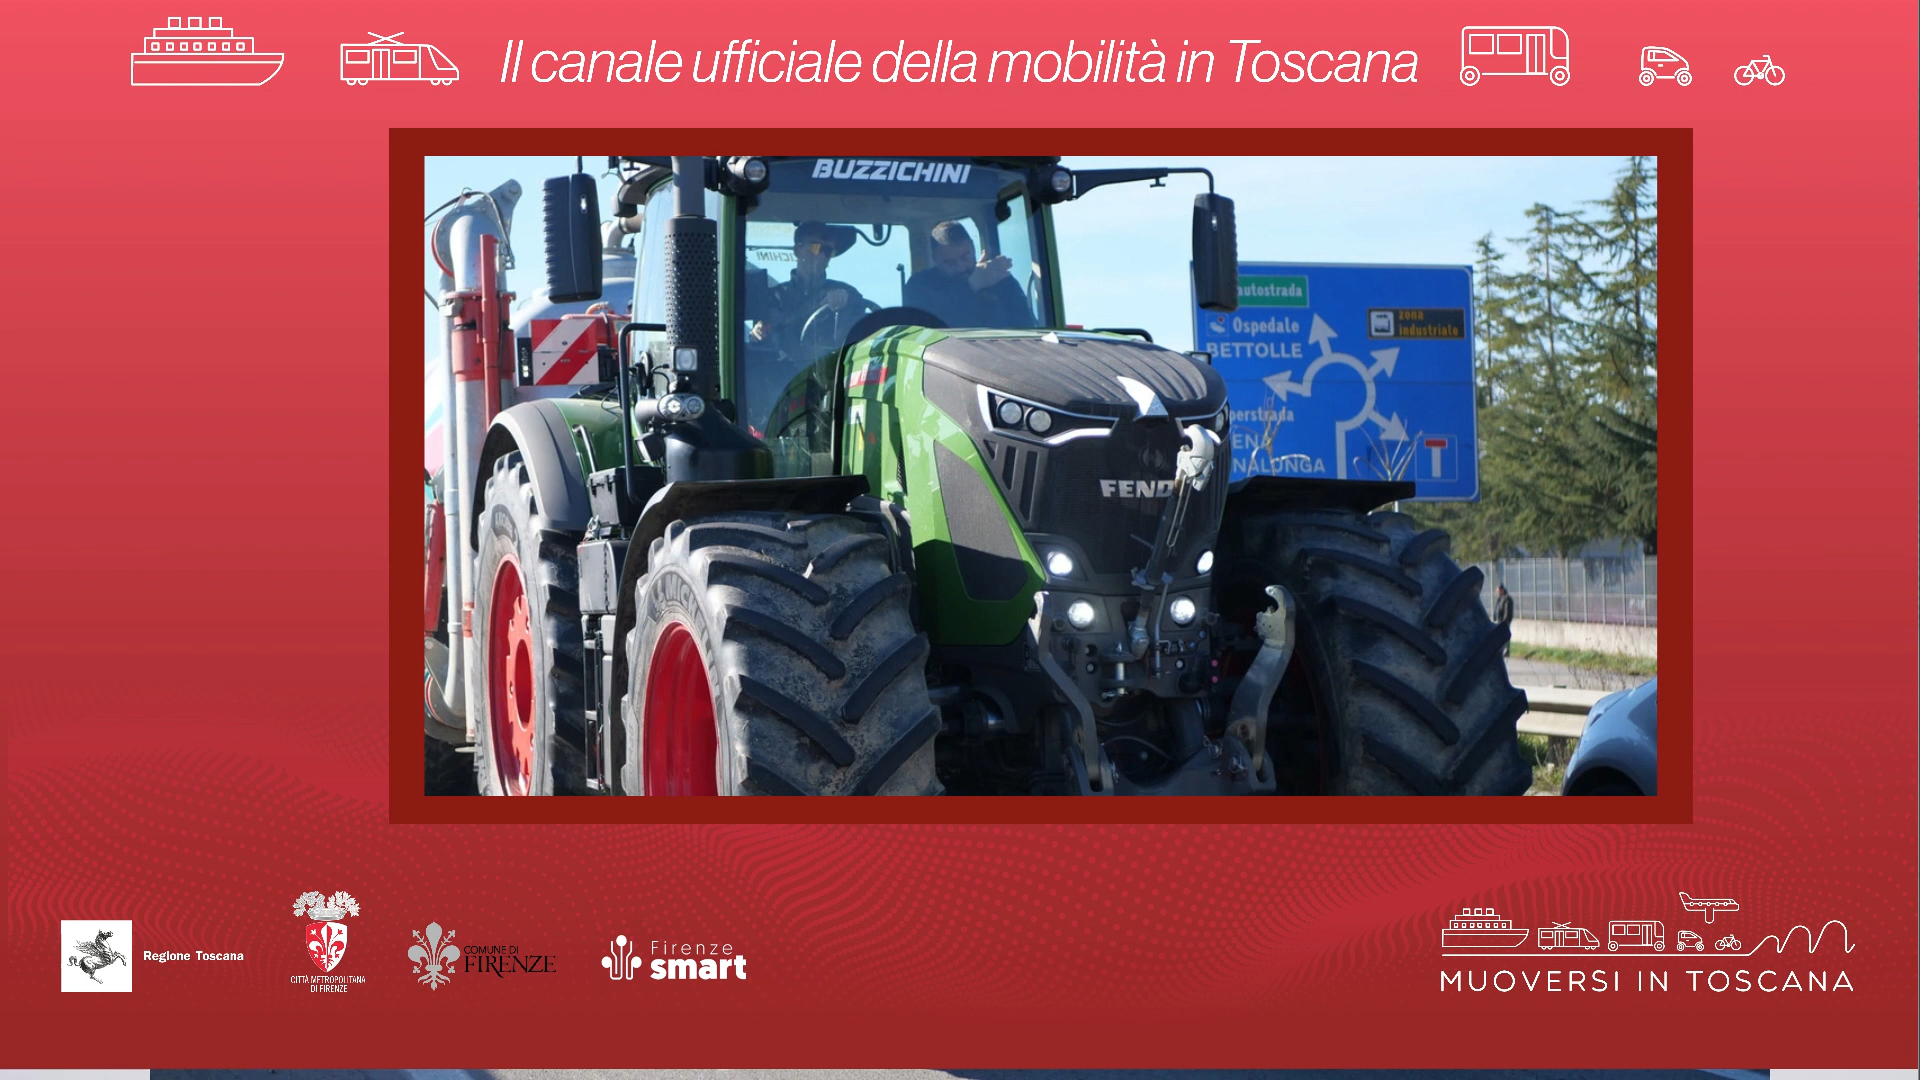 Il canale ufficiale della mobilità in Toscana
BUZZICHINI
autostrada
zona
industriale
Ospedale
BETTOLLE
FEND
Regione Toscana
CITTÀ METROPOLITANA
DI FIRENZE
COMUNE DI
FIRENZE
Firenze
smart
MUOVERSI IN TOSCANA